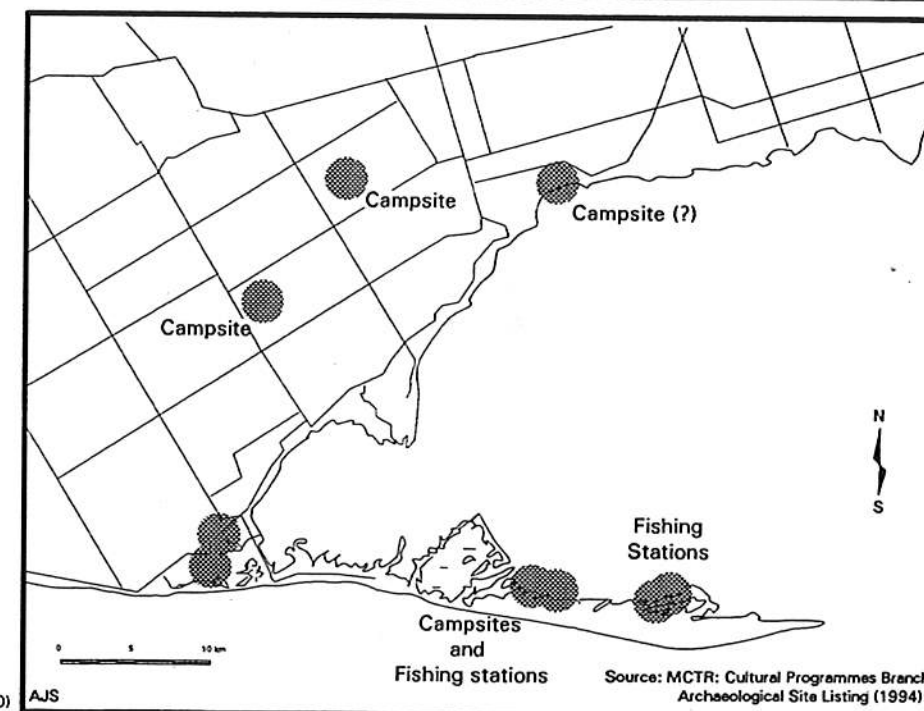 Campsite
Campsite (?)
Campsite
N
S
Fishing
Stations
Campsites
and
Fishing stations
0 5 10 km
Source: MCTR: Cultural Programmes Branch
Archaeological Site Listing (1994)
AJS
0)